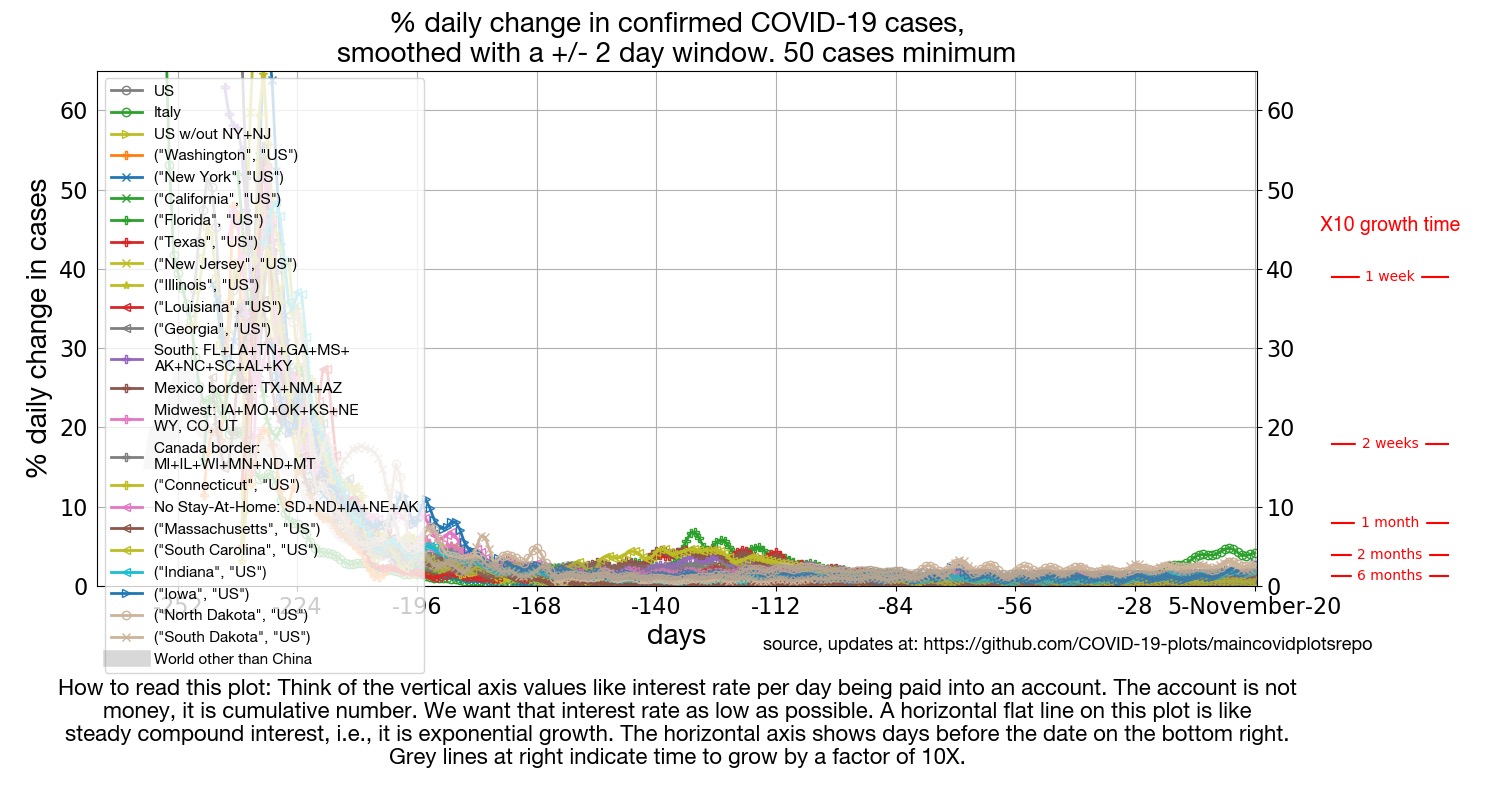 % daily change in confirmed COVID-19 cases,
smoothed with a +/- 2 day window. 50 cases minimum
% daily change in cases
60
50
40
30
20
10
0
US
Italy
US w/out NY+NJ
("Washington", "US")
("New York", "US")
("California", "US")
("Florida", "US")
("Texas", "US")
("New Jersey", "US")
("Illinois", "US")
("Louisiana", "US")
("Georgia", "US")
South: FL+LA+TN+GA+MS+
AK+NC+SC+AL+KY
Mexico border: TX+NM+AZ
Midwest: IA+MO+OK+KS+NE
WY, CO, UT
Canada border:
MI+IL+WI+MN+ND+MT
("Connecticut", "US")
No Stay-At-Home: SD+ND+IA+NE+AK
("Massachusetts", "US")
("South Carolina", "US")
("Indiana", "US")
("Iowa", "US")
("North Dakota", "US")
("South Dakota", "US")
World other than China
60
50
40
30
20
10
0
X10 growth time
1 week
2 weeks
1 month
2 months
6 months
-252 -224 -196 -168 -140 -112 -84 -56 -28 5-November-20
days
source, updates at: https://github.com/COVID-19-plots/maincovidplotsrepo
How to read this plot: Think of the vertical axis values like interest rate per day being paid into an account. The account is not
money, it is cumulative number. We want that interest rate as low as possible. A horizontal flat line on this plot is like
steady compound interest, i.e., it is exponential growth. The horizontal axis shows days before the date on the bottom right.
Grey lines at right indicate time to grow by a factor of 10X.